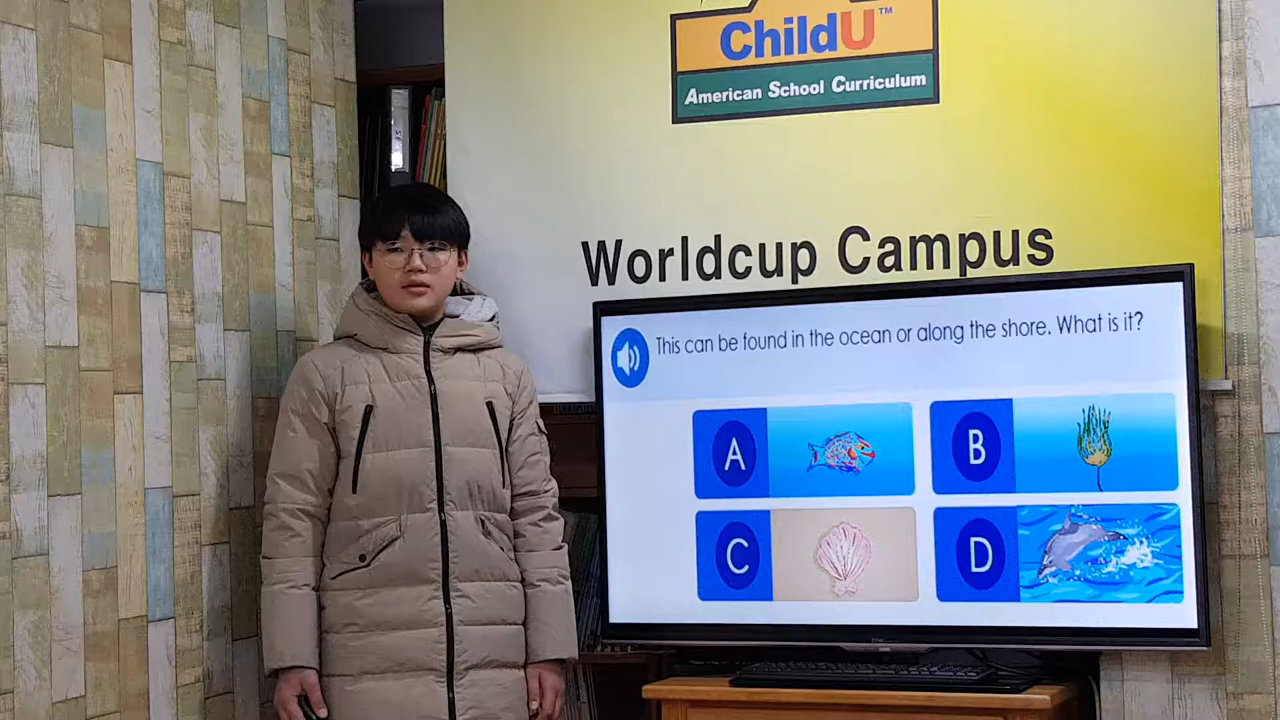 ChildU™
American School Curriculum
Worldcup Campus
This can be found in the ocean or along the shore. What is it?
A
B
C
D